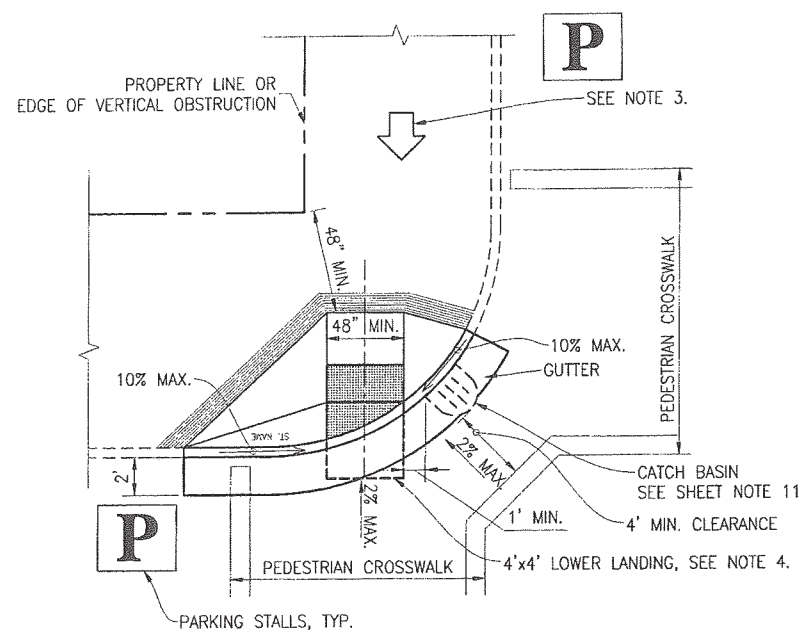 P
PROPERTY LINE OR
EDGE OF VERTICAL OBSTRUCTION
SEE NOTE 3.
48" MIN.
PEDESTRIAN CROSSWALK
48" MIN.
10% MAX.
GUTTER
10% MAX.
ST. NAME
2'
2% MAX.
2% MAX.
CATCH BASIN
SEE SHEET NOTE 11
1' MIN.
4' MIN. CLEARANCE
P
PEDESTRIAN CROSSWALK
4'x4' LOWER LANDING, SEE NOTE 4.
PARKING STALLS, TYP.